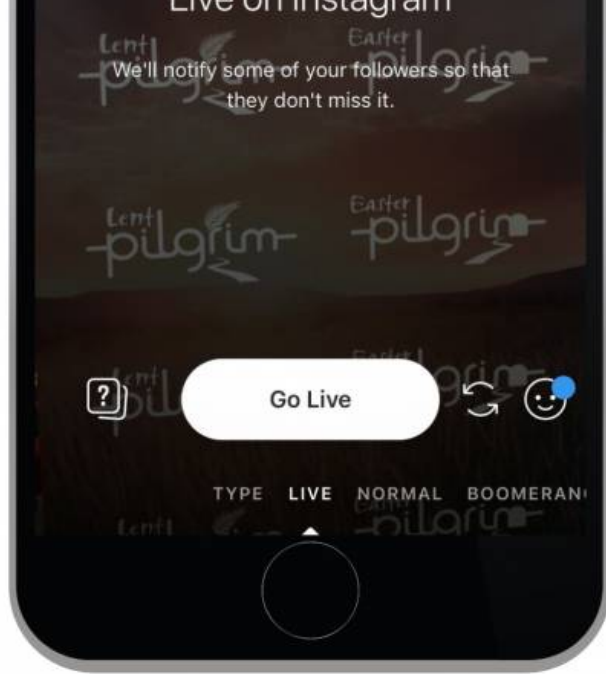 Live on Instagram
Lent Easter
pilgrim pilgrim
We'll notify some of your followers so that
they don't miss it.
Lent Easter
pilgrim pilgrim
?
Go Live
TYPE LIVE NORMAL BOOMERAN